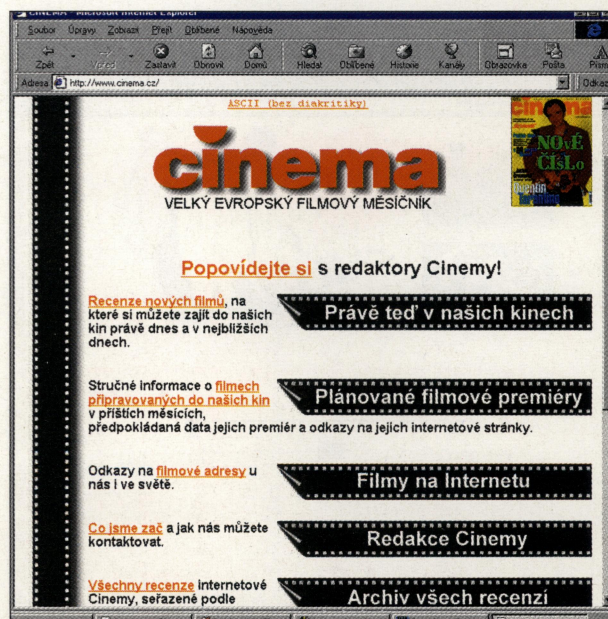 CINEMA - Microsoft Internet Explorer
Soubor Úpravy Zobrazit Přejít Oblíbené Nápověda
Zpět Vpřed Zastavit Obnovit Domů Hledat Oblíbené Historie Kanály Obrazovka Pošta Písma
Adresa http://www.cinema.cz/ Odkaz
ASCII (bez diakritiky)
cinema
VELKÝ EVROPSKÝ FILMOVÝ MĚSÍČNÍK
cinema
NOVÉ
ČÍSLO
Quentin
Popovídejte si s redaktory Cinemy!
Recenze nových filmů, na
které si můžete zajít do našich
kin právě dnes a v nejbližších
dnech.
Právě teď v našich kinech
Stručné informace o filmech
připravovaných do našich kin
v příštích měsících,
předpokládaná data jejich premiér a odkazy na jejich internetové stránky.
Plánované filmové premiéry
Odkazy na filmové adresy u
nás i ve světě.
Filmy na Internetu
Co jsme zač a jak nás můžete
kontaktovat.
Redakce Cinemy
Všechny recenze internetové
Cinemy, seřazené podle
Archiv všech recenzí